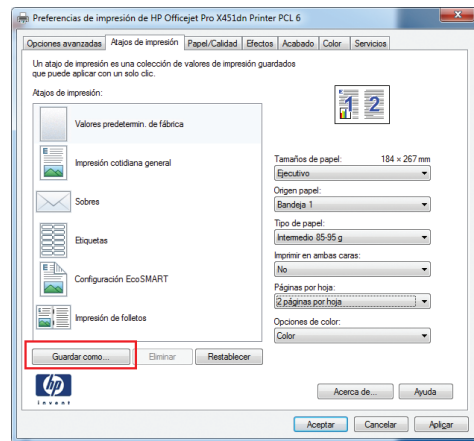 Preferencias de impresión de HP Officejet Pro X451dn Printer PCL 6
Opciones avanzadas Atajos de impresión Papel/Calidad Efectos Acabado Color Servicios
Un atajo de impresión es una colección de valores de impresión guardados
que puede aplicar con un solo clic.
Atajos de impresión:
Valores predetermin. de fábrica
Impresión cotidiana general
Sobres
Etiquetas
Configuración EcoSMART
Impresión de folletos
Guardar como... Eliminar Restablecer
1 2
Tamaños de papel: 184 × 267 mm
Ejecutivo
Origen papel:
Bandeja 1
Tipo de papel:
Intermedio 85-95 g
Imprimir en ambas caras:
No
Páginas por hoja:
2 páginas por hoja
Opciones de color:
Color
hp
invent
Acerca de... Ayuda
Aceptar Cancelar Aplicar